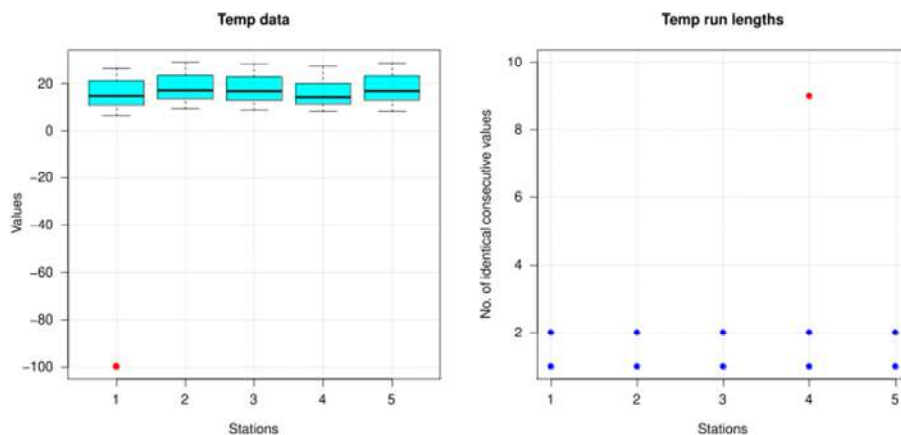 Temp data
Values
20
0
−20
−40
−60
−80
−100
1 2 3 4 5
Stations
Temp run lengths
No. of identical consecutive values
10
8
6
4
2
1 2 3 4 5
Stations